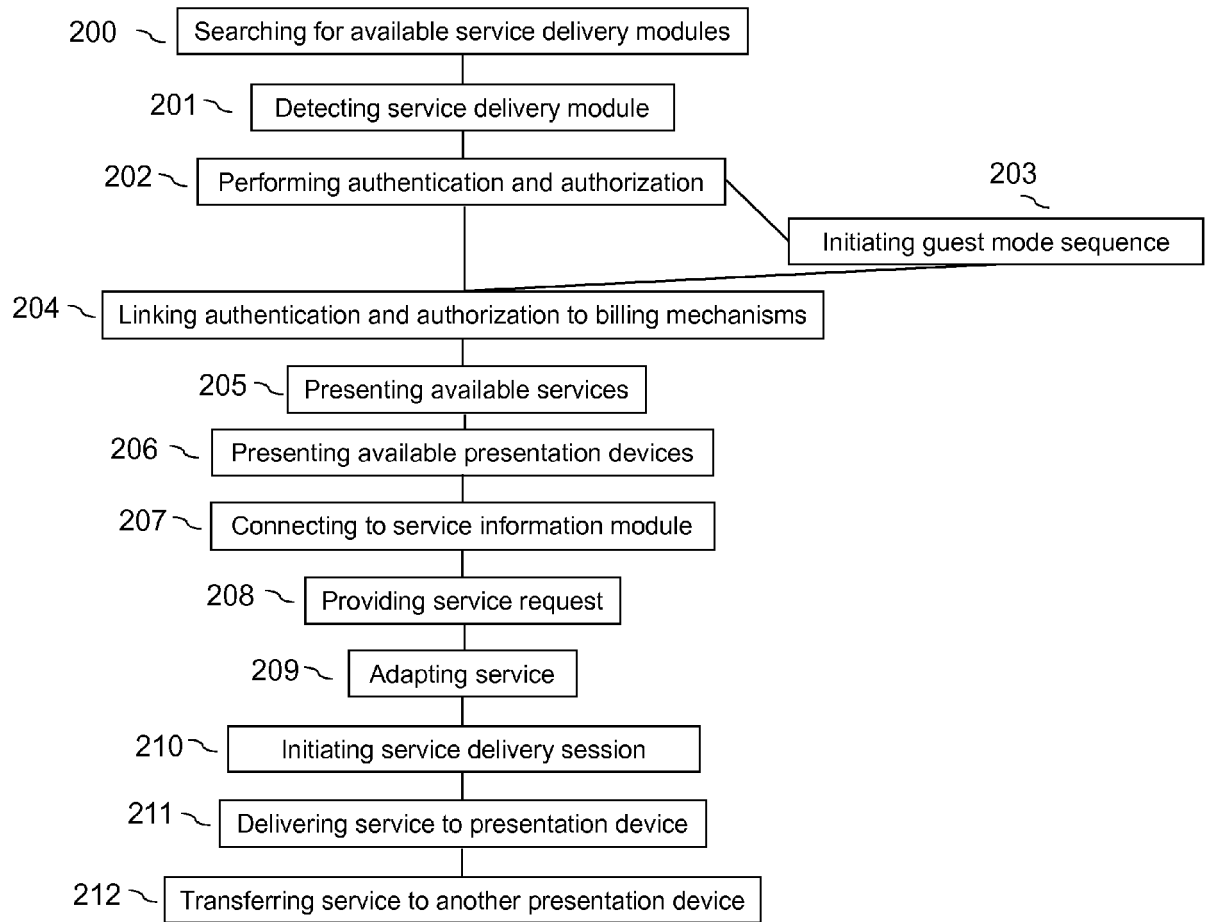 200 Searching for available service delivery modules
201 Detecting service delivery module
202 Performing authentication and authorization
203
Initiating guest mode sequence
204 Linking authentication and authorization to billing mechanisms
205 Presenting available services
206 Presenting available presentation devices
207 Connecting to service information module
208 Providing service request
209 Adapting service
210 Initiating service delivery session
211 Delivering service to presentation device
212 Transferring service to another presentation device